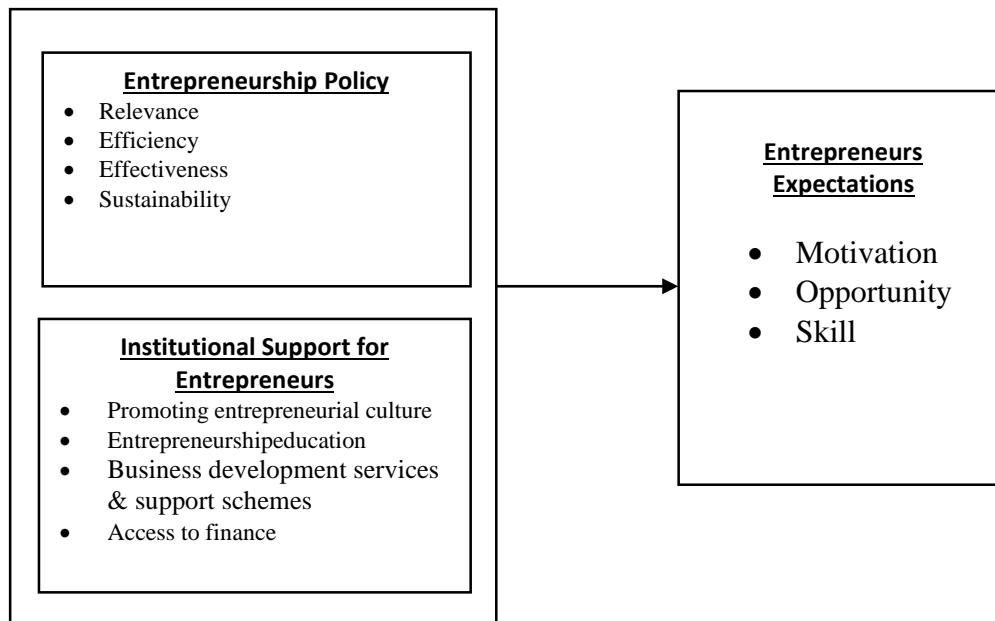 Entrepreneurship Policy
• Relevance
• Efficiency
• Effectiveness
• Sustainability
Institutional Support for
Entrepreneurs
• Promoting entrepreneurial culture
• Entrepreneurshipeducation
• Business development services
& support schemes
• Access to finance
Entrepreneurs
Expectations
• Motivation
• Opportunity
• Skill